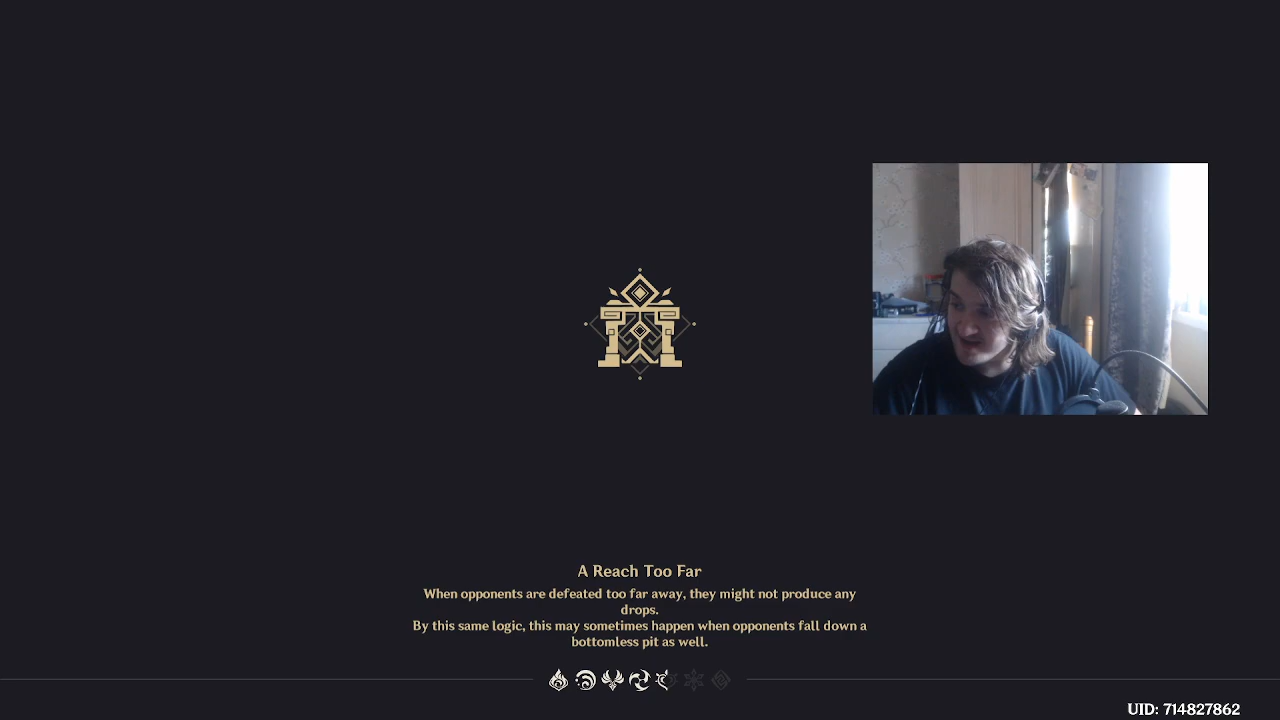 A Reach Too Far
When opponents are defeated too far away, they might not produce any
drops.
By this same logic, this may sometimes happen when opponents fall down a
bottomless pit as well.
UID: 714827862